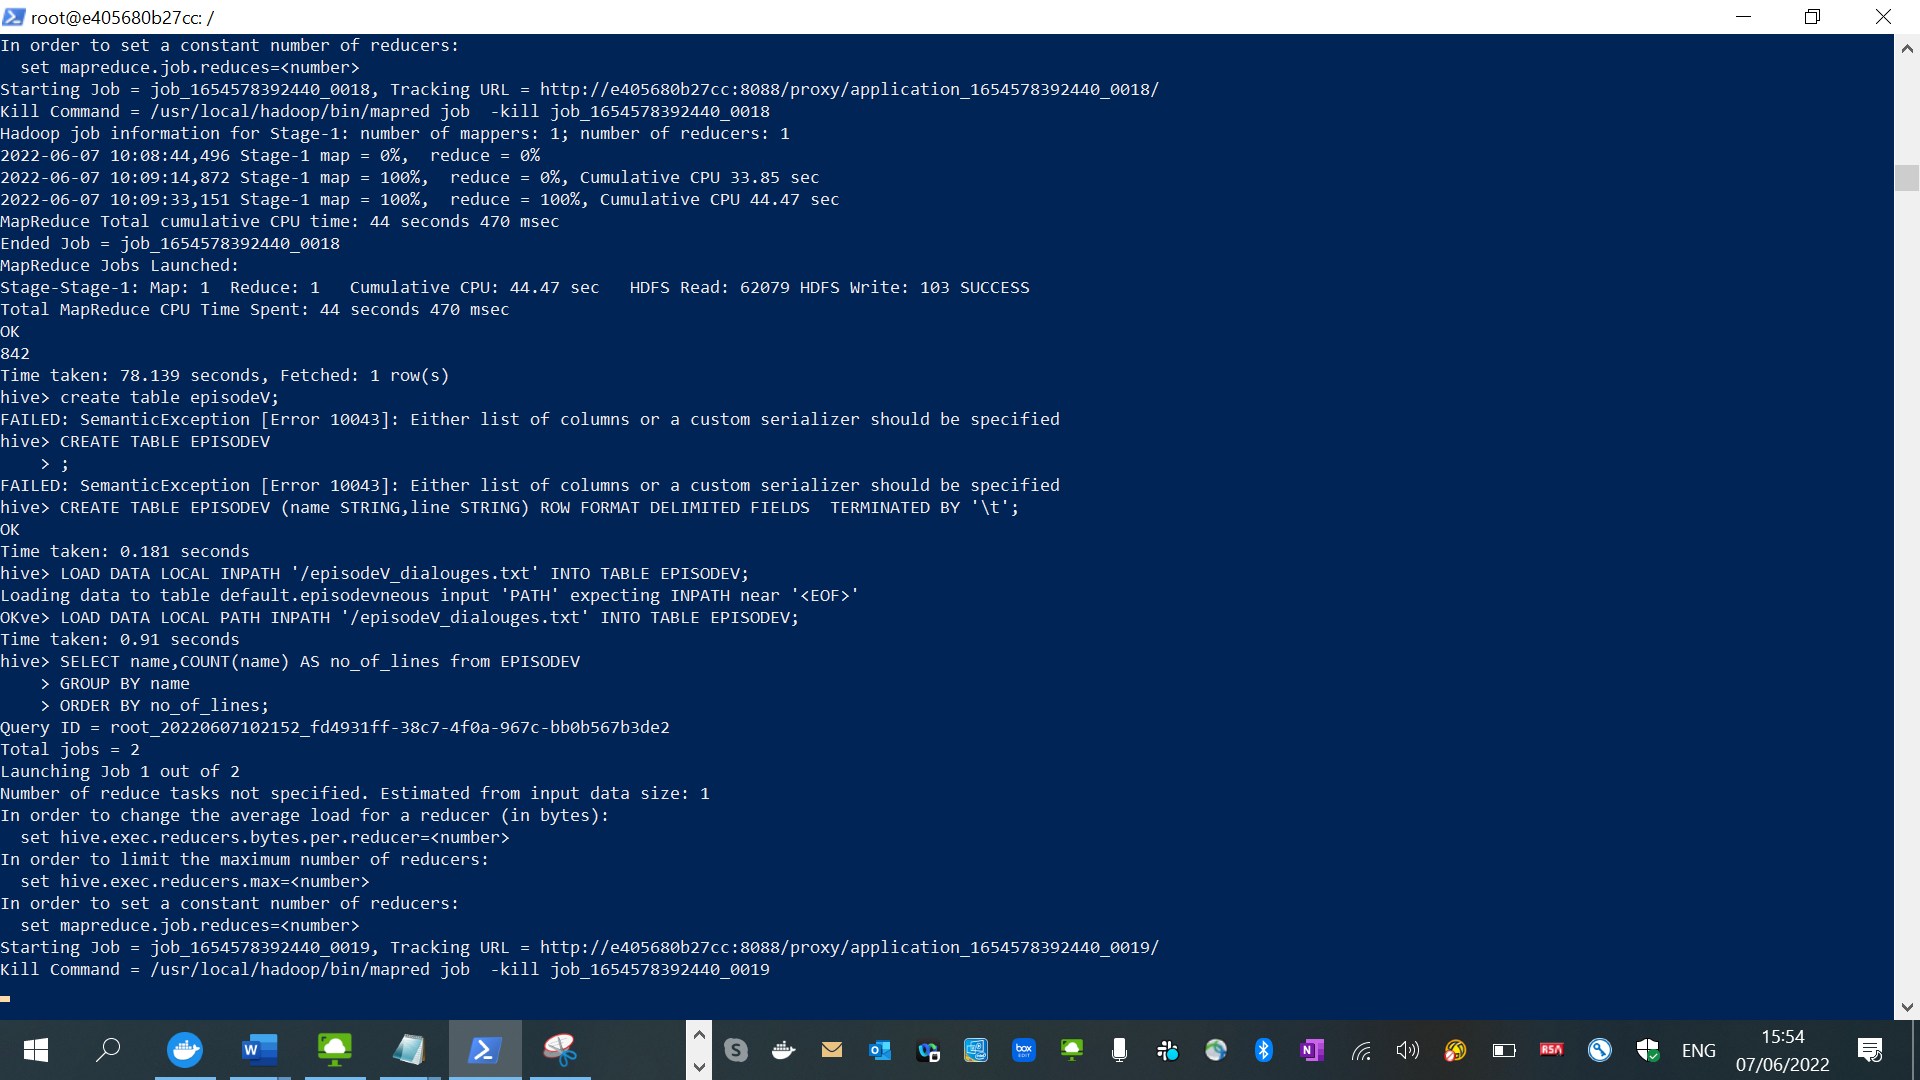 root@e405680b27cc: /
In order to set a constant number of reducers:
  set mapreduce.job.reduces=<number>
Starting Job = job_1654578392440_0018, Tracking URL = http://e405680b27cc:8088/proxy/application_1654578392440_0018/
Kill Command = /usr/local/hadoop/bin/mapred job  -kill job_1654578392440_0018
Hadoop job information for Stage-1: number of mappers: 1; number of reducers: 1
2022-06-07 10:08:44,496 Stage-1 map = 0%,  reduce = 0%
2022-06-07 10:09:14,872 Stage-1 map = 100%,  reduce = 0%, Cumulative CPU 33.85 sec
2022-06-07 10:09:33,151 Stage-1 map = 100%,  reduce = 100%, Cumulative CPU 44.47 sec
MapReduce Total cumulative CPU time: 44 seconds 470 msec
Ended Job = job_1654578392440_0018
MapReduce Jobs Launched:
Stage-Stage-1: Map: 1  Reduce: 1   Cumulative CPU: 44.47 sec   HDFS Read: 62079 HDFS Write: 103 SUCCESS
Total MapReduce CPU Time Spent: 44 seconds 470 msec
OK
842
Time taken: 78.139 seconds, Fetched: 1 row(s)
hive> create table episodeV;
FAILED: SemanticException [Error 10043]: Either list of columns or a custom serializer should be specified
hive> CREATE TABLE EPISODEV
    > ;
FAILED: SemanticException [Error 10043]: Either list of columns or a custom serializer should be specified
hive> CREATE TABLE EPISODEV (name STRING,line STRING) ROW FORMAT DELIMITED FIELDS  TERMINATED BY '\t';
OK
Time taken: 0.181 seconds
hive> LOAD DATA LOCAL INPATH '/episodeV_dialouges.txt' INTO TABLE EPISODEV;
Loading data to table default.episodevneous input 'PATH' expecting INPATH near '<EOF>'
OKve> LOAD DATA LOCAL PATH INPATH '/episodeV_dialouges.txt' INTO TABLE EPISODEV;
Time taken: 0.91 seconds
hive> SELECT name,COUNT(name) AS no_of_lines from EPISODEV
    > GROUP BY name
    > ORDER BY no_of_lines;
Query ID = root_20220607102152_fd4931ff-38c7-4f0a-967c-bb0b567b3de2
Total jobs = 2
Launching Job 1 out of 2
Number of reduce tasks not specified. Estimated from input data size: 1
In order to change the average load for a reducer (in bytes):
  set hive.exec.reducers.bytes.per.reducer=<number>
In order to limit the maximum number of reducers:
  set hive.exec.reducers.max=<number>
In order to set a constant number of reducers:
  set mapreduce.job.reduces=<number>
Starting Job = job_1654578392440_0019, Tracking URL = http://e405680b27cc:8088/proxy/application_1654578392440_0019/
Kill Command = /usr/local/hadoop/bin/mapred job  -kill job_1654578392440_0019
box
EDIT
RSA
ENG
15:54
07/06/2022